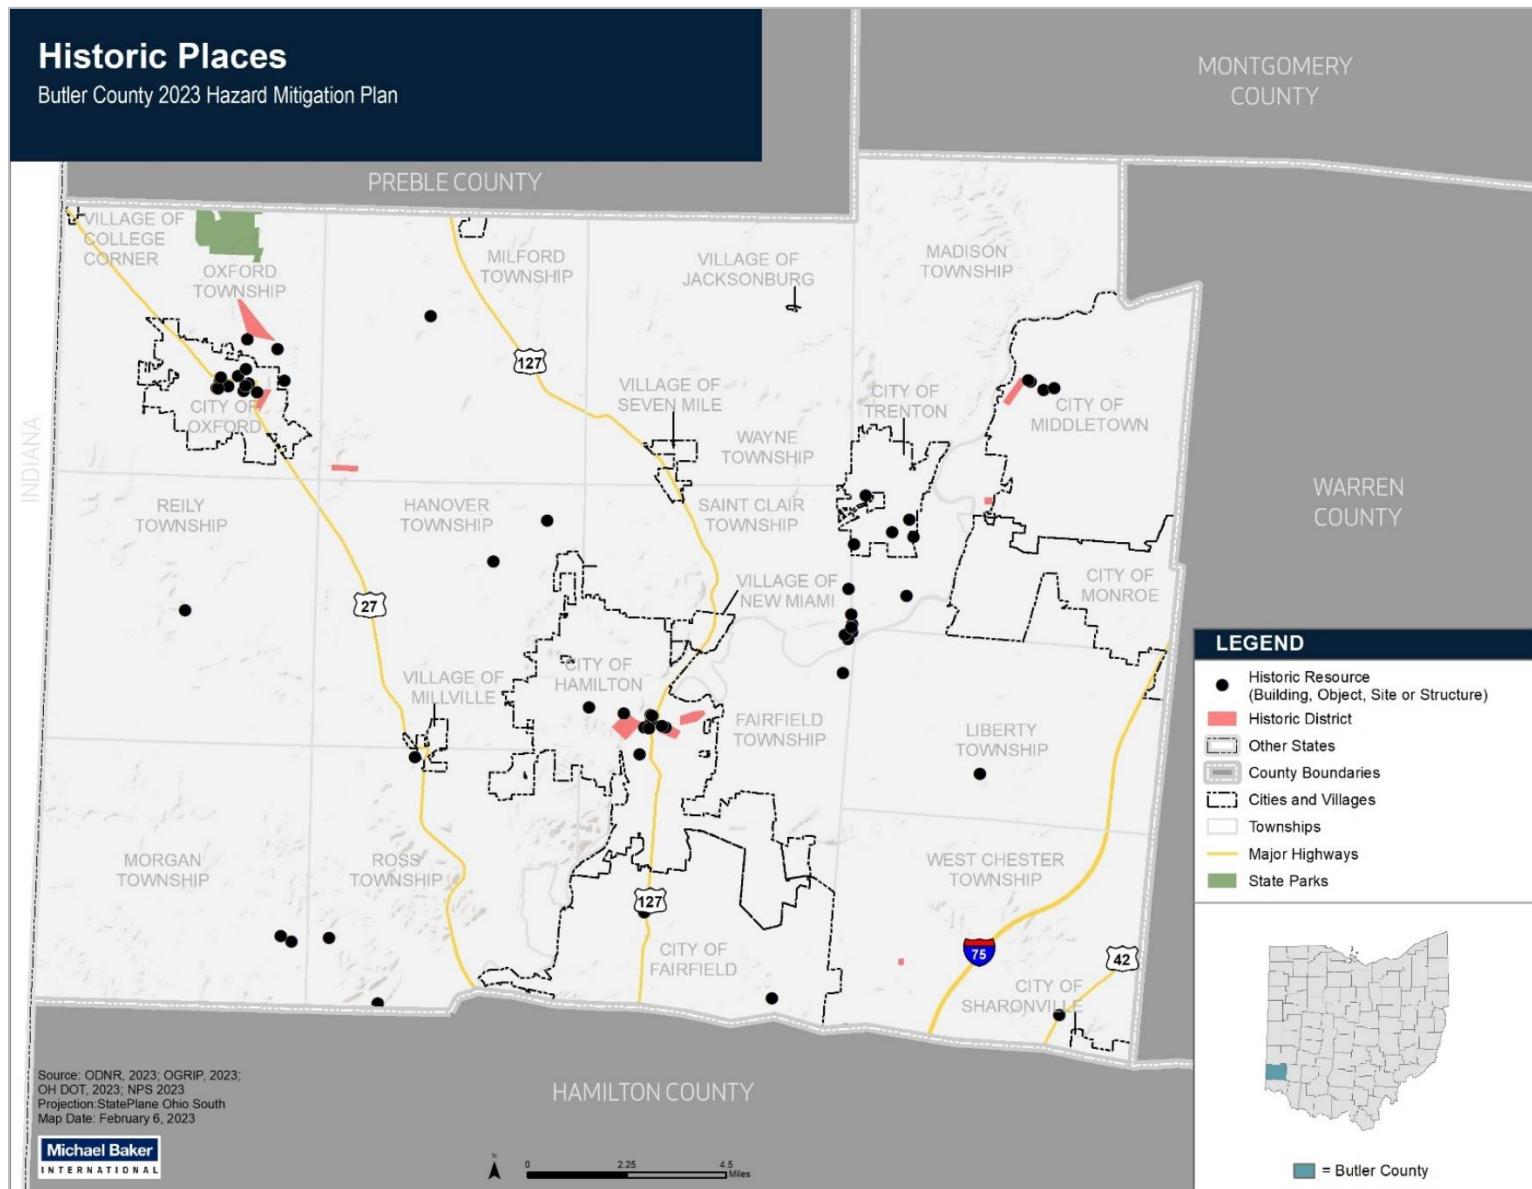 Historic Places
Butler County 2023 Hazard Mitigation Plan
MONTGOMERY
COUNTY
PREBLE COUNTY
VILLAGE OF
COLLEGE
CORNER
OXFORD
TOWNSHIP
MILFORD
TOWNSHIP
VILLAGE OF
JACKSONBURG
MADISON
TOWNSHIP
127
VILLAGE OF
SEVEN MILE
CITY OF
TRENTON
CITY OF
OXFORD
CITY OF
MIDDLETOWN
WAYNE
TOWNSHIP
INDIANA
REILY
TOWNSHIP
HANOVER
TOWNSHIP
SAINT CLAIR
TOWNSHIP
WARREN
COUNTY
27
VILLAGE OF
NEW MIAMI
CITY OF
MONROE
VILLAGE OF
MILLVILLE
CITY OF
HAMILTON
FAIRFIELD
TOWNSHIP
LIBERTY
TOWNSHIP
MORGAN
TOWNSHIP
ROSS
TOWNSHIP
WEST CHESTER
TOWNSHIP
127
CITY OF
FAIRFIELD
75
42
CITY OF
SHARONVILLE
HAMILTON COUNTY
LEGEND
Historic Resource
(Building, Object, Site or Structure)
Historic District
Other States
County Boundaries
Cities and Villages
Townships
Major Highways
State Parks
= Butler County
Source: ODNR, 2023; OGRIP, 2023;
OH DOT, 2023; NPS 2023
Projection:StatePlane Ohio South
Map Date: February 6, 2023
Michael Baker
INTERNATIONAL
N
0 2.25 4.5
Miles